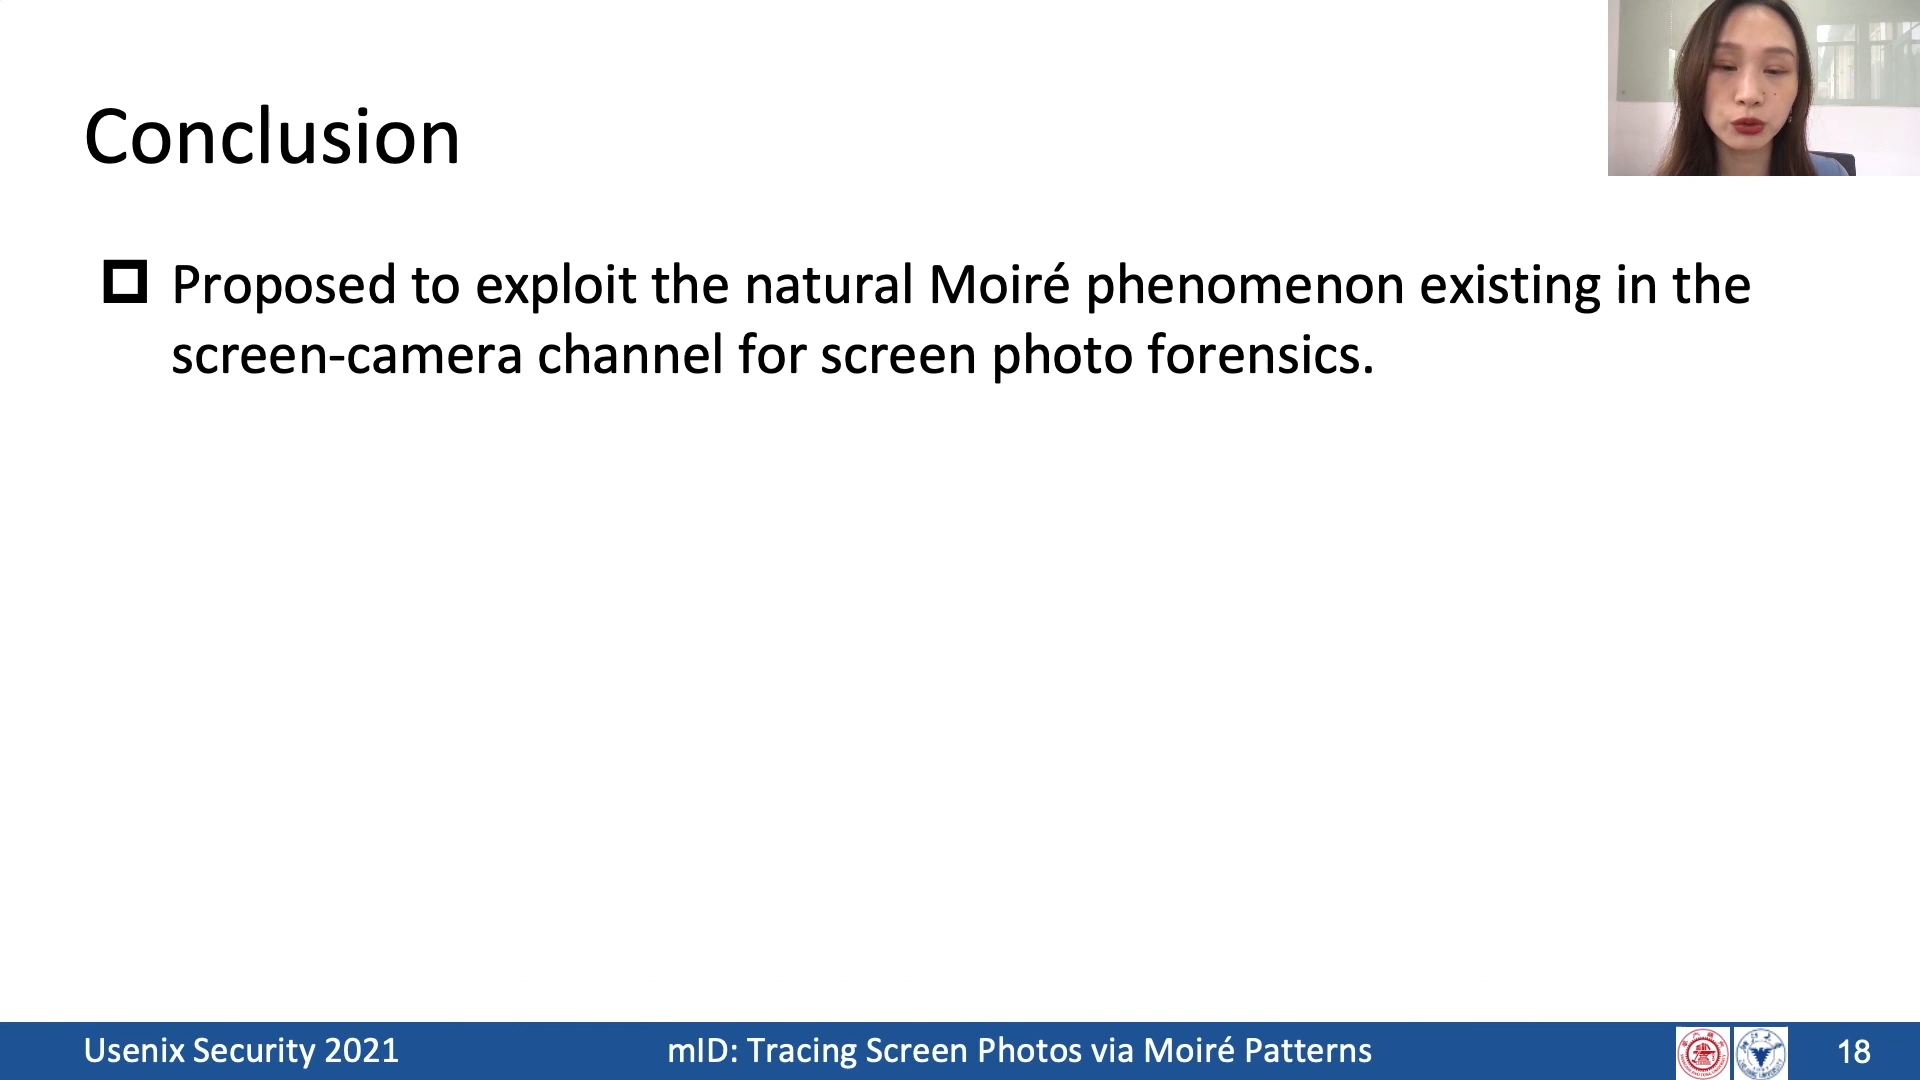 Conclusion
Proposed to exploit the natural Moiré phenomenon existing in the
screen-camera channel for screen photo forensics.
Usenix Security 2021
mID: Tracing Screen Photos via Moiré Patterns
18